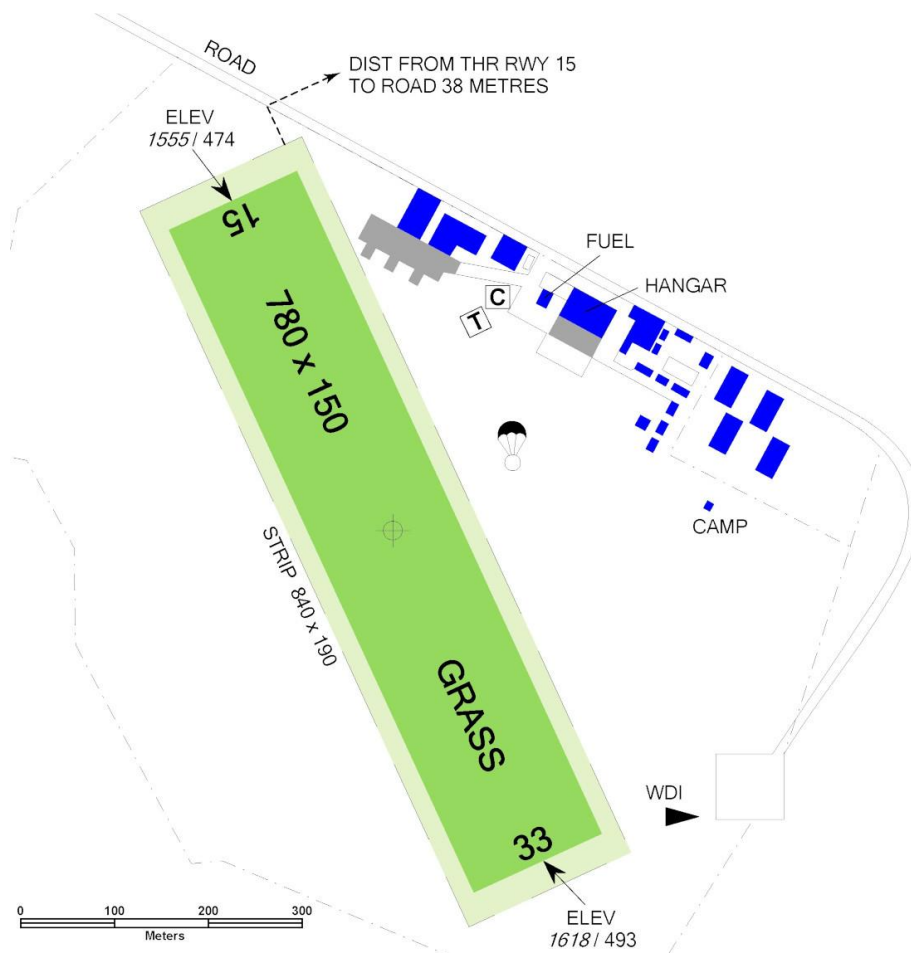 ROAD
DIST FROM THR RWY 15
TO ROAD 38 METRES
ELEV
1555 / 474
15
FUEL
HANGAR
C
T
780 x 150
CAMP
STRIP 840 x 190
GRASS
WDI
33
0 100 200 300
Meters
ELEV
1618 / 493